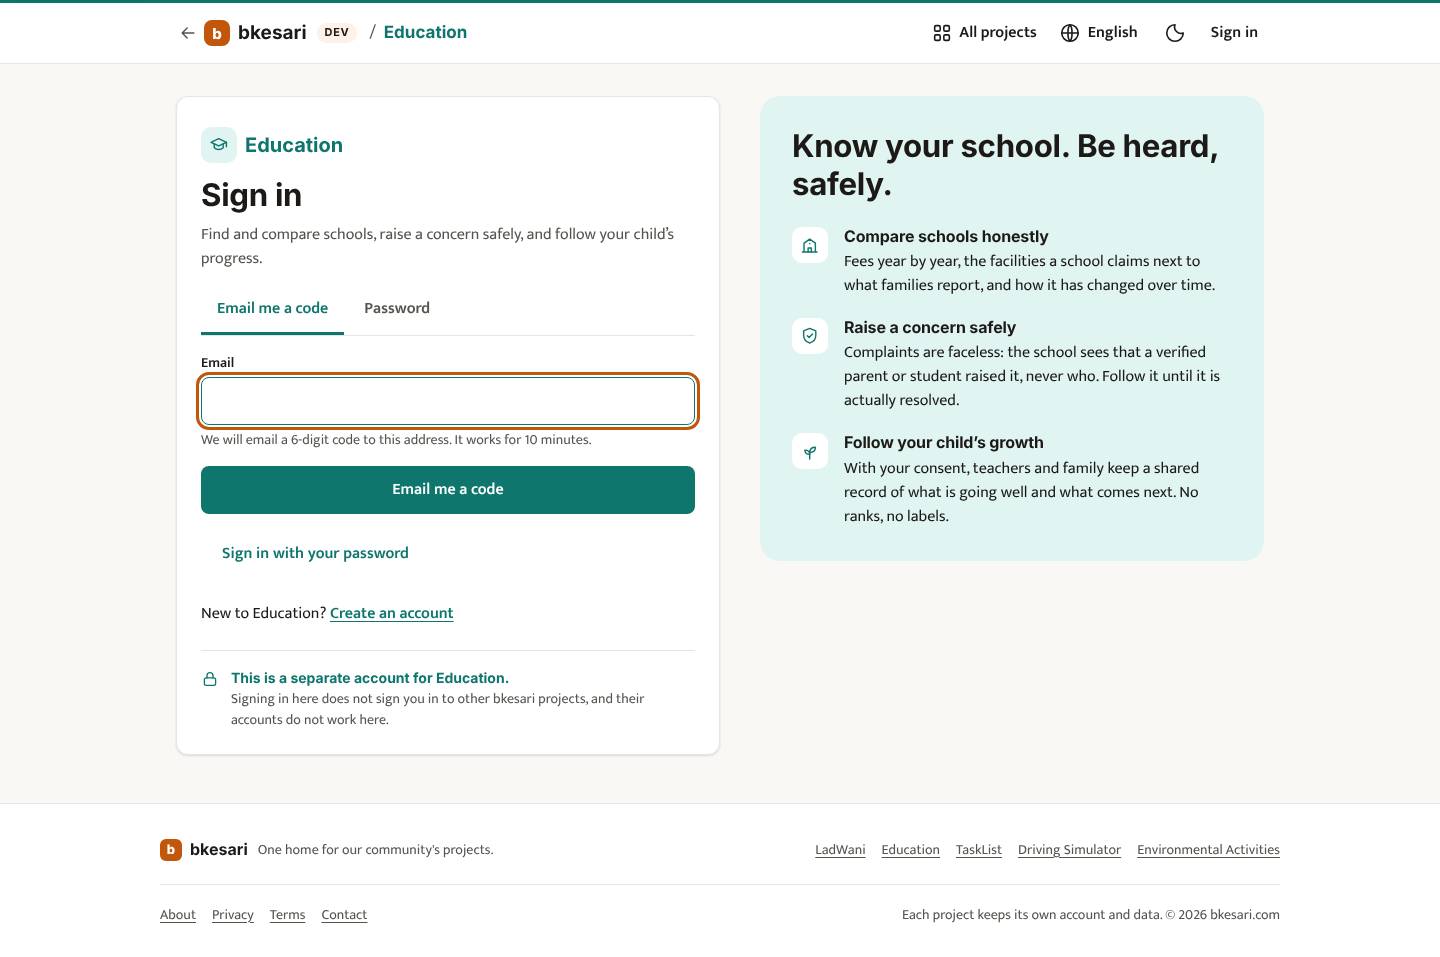 b bkesari DEV / Education
All projects English Sign in
Education
Sign in
Find and compare schools, raise a concern safely, and follow your child’s
progress.
Email me a code Password
Email
We will email a 6-digit code to this address. It works for 10 minutes.
Email me a code
Sign in with your password
New to Education? Create an account
This is a separate account for Education.
Signing in here does not sign you in to other bkesari projects, and their
accounts do not work here.
Know your school. Be heard,
safely.
Compare schools honestly
Fees year by year, the facilities a school claims next to
what families report, and how it has changed over time.
Raise a concern safely
Complaints are faceless: the school sees that a verified
parent or student raised it, never who. Follow it until it is
actually resolved.
Follow your child’s growth
With your consent, teachers and family keep a shared
record of what is going well and what comes next. No
ranks, no labels.
b bkesari One home for our community's projects.
LadWani Education TaskList Driving Simulator Environmental Activities
About Privacy Terms Contact
Each project keeps its own account and data. © 2026 bkesari.com